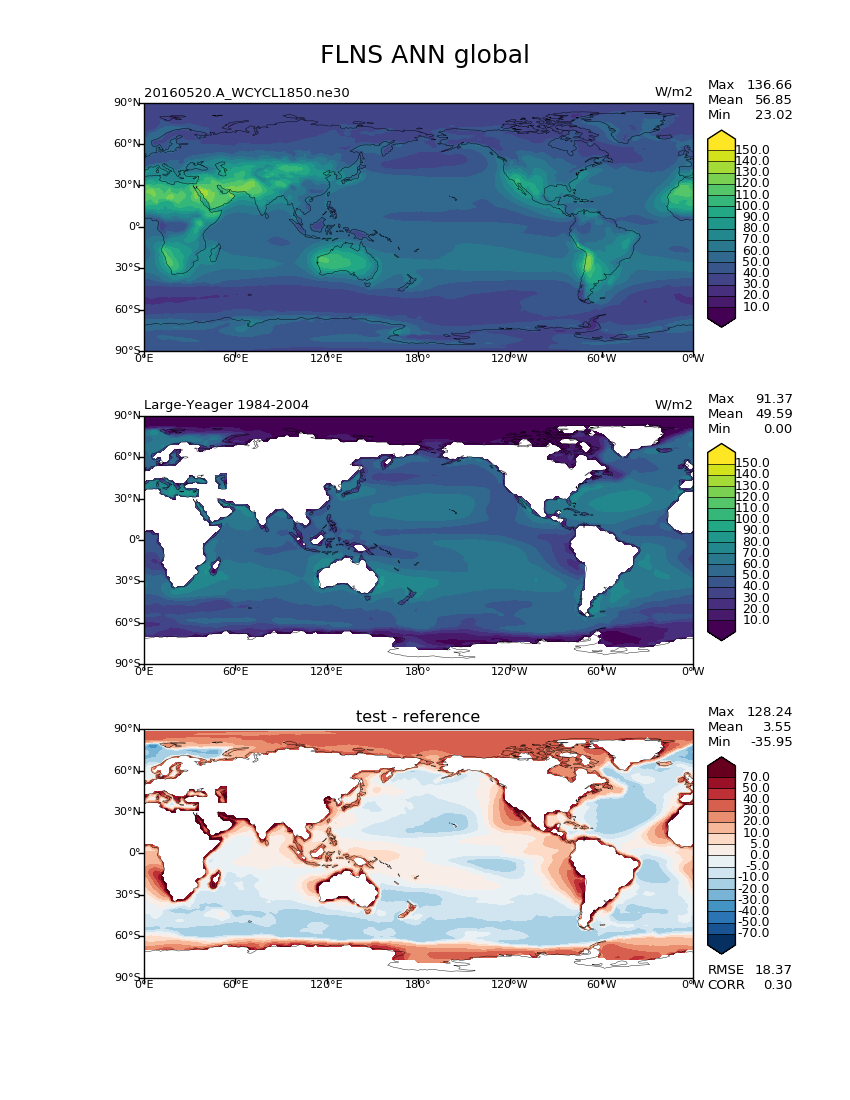 FLNS ANN global
20160520.A_WCYCL1850.ne30 W/m2
Max 136.66
Mean 56.85
Min 23.02
90°N
60°N
30°N
0°
30°S
60°S
90°S
0°E 60°E 120°E 180° 120°W 60°W 0°W
150.0
140.0
130.0
120.0
110.0
100.0
90.0
80.0
70.0
60.0
50.0
40.0
30.0
20.0
10.0
Large-Yeager 1984-2004 W/m2
Max 91.37
Mean 49.59
Min 0.00
90°N
60°N
30°N
0°
30°S
60°S
90°S
0°E 60°E 120°E 180° 120°W 60°W 0°W
150.0
140.0
130.0
120.0
110.0
100.0
90.0
80.0
70.0
60.0
50.0
40.0
30.0
20.0
10.0
test - reference
Max 128.24
Mean 3.55
Min -35.95
90°N
60°N
30°N
0°
30°S
60°S
90°S
0°E 60°E 120°E 180° 120°W 60°W 0°W
70.0
50.0
40.0
30.0
20.0
10.0
5.0
0.0
-5.0
-10.0
-20.0
-30.0
-40.0
-50.0
-70.0
RMSE 18.37
CORR 0.30